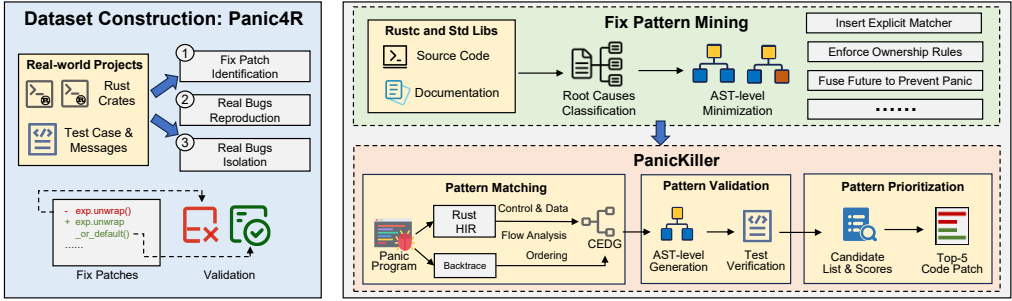 Dataset Construction: Panic4R
Real-world Projects
Rust
Crates
Test Case &
Messages
1
Fix Patch
Identification
2
Real Bugs
Reproduction
3
Real Bugs
Isolation
- exp.unwrap()
+ exp.unwrap
_or_default()
......
Fix Patches
Validation
Fix Pattern Mining
Rustc and Std Libs
Source Code
Documentation
Root Causes
Classification
AST-level
Minimization
Insert Explicit Matcher
Enforce Ownership Rules
Fuse Future to Prevent Panic
......
PanicKiller
Pattern Matching
Panic
Program
Rust
HIR
Backtrace
Control & Data
Flow Analysis
Ordering
CEDG
Pattern Validation
AST-level
Generation
Test
Verification
Pattern Prioritization
Candidate
List & Scores
Top-5
Code Patch